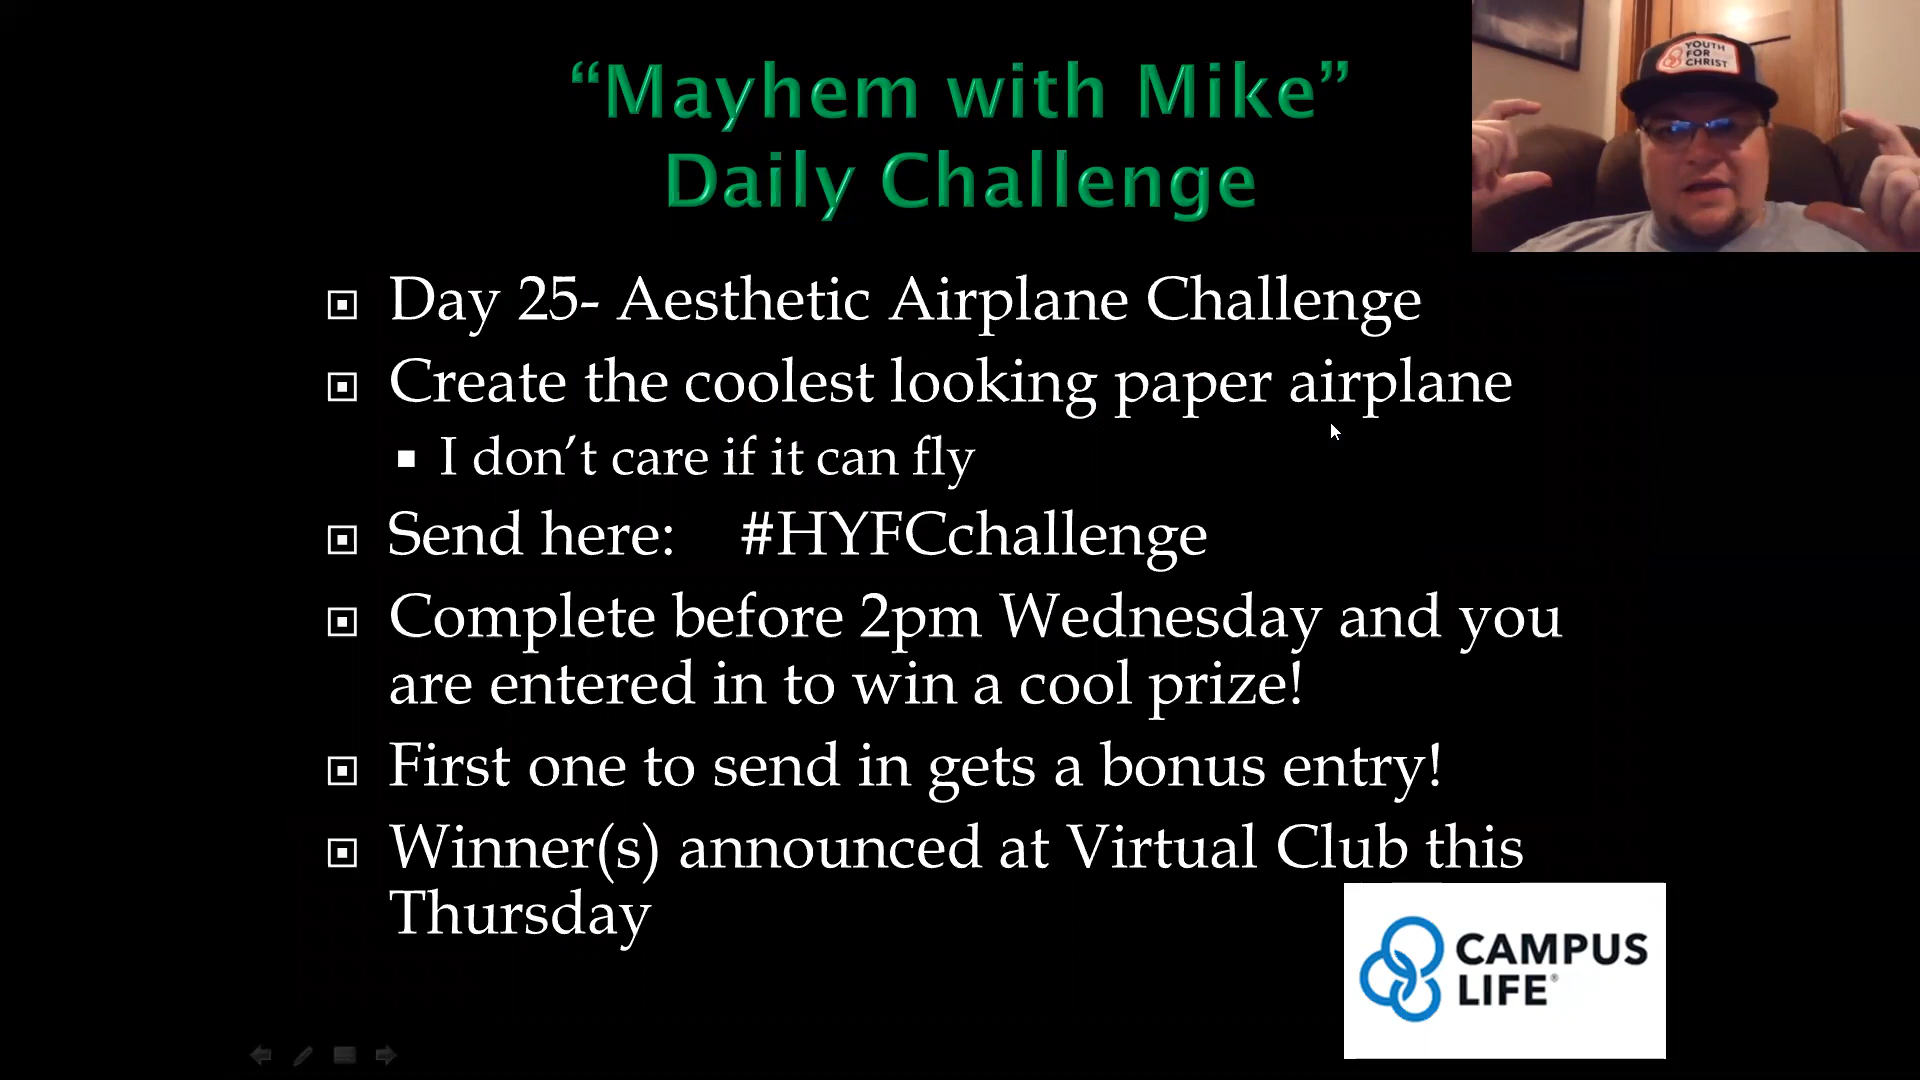 “Mayhem with Mike”
Daily Challenge
YOUTH
FOR
CHRIST
Day 25- Aesthetic Airplane Challenge
Create the coolest looking paper airplane
I don’t care if it can fly
Send here: #HYFCchallenge
Complete before 2pm Wednesday and you
are entered in to win a cool prize!
First one to send in gets a bonus entry!
Winner(s) announced at Virtual Club this
Thursday
CAMPUS
LIFE®